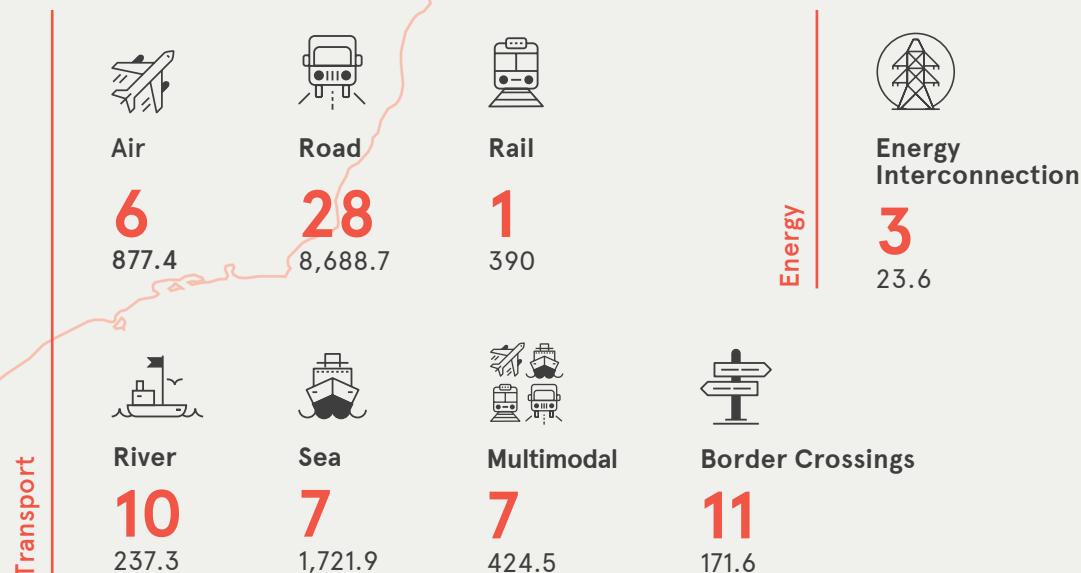 Transport
Air
6
877.4
Road
28
8,688.7
Rail
1
390
River
10
237.3
Sea
7
1,721.9
Multimodal
7
424.5
Border Crossings
11
171.6
Energy
Energy
Interconnection
3
23.6